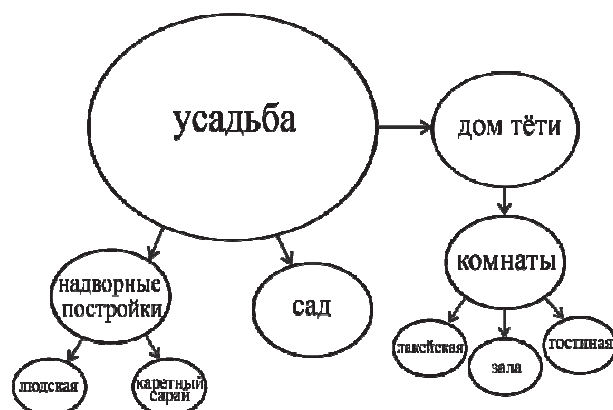 усадьба
дом тёти
надворные
постройки
сад
комнаты
людская
каретный
сарай
лакейская
зала
гостиная